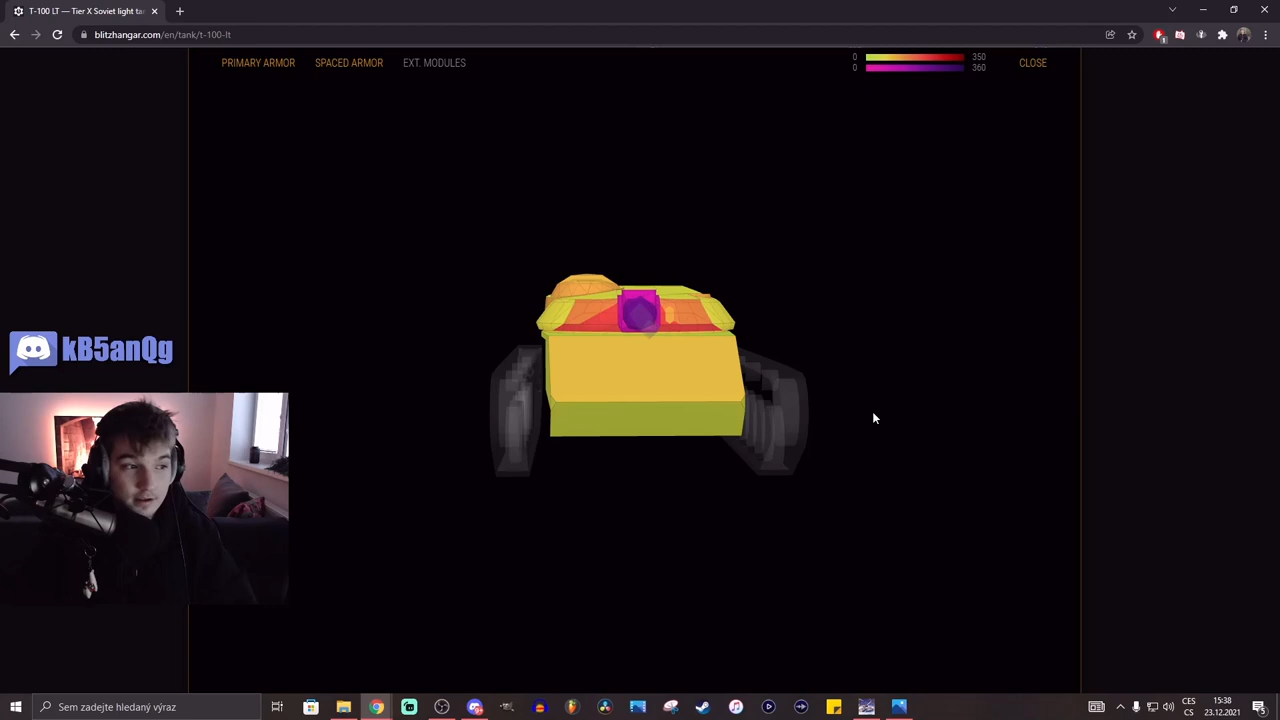 T-100 LT — Tier X Soviet light ta
blitzhangar.com/en/tank/t-100-lt
1
PRIMARY ARMOR
SPACED ARMOR
EXT. MODULES
0 350
0 360
CLOSE
kB5anQg
Sem zadejte hledaný výraz
CES
CS
15:38
23.12.2021